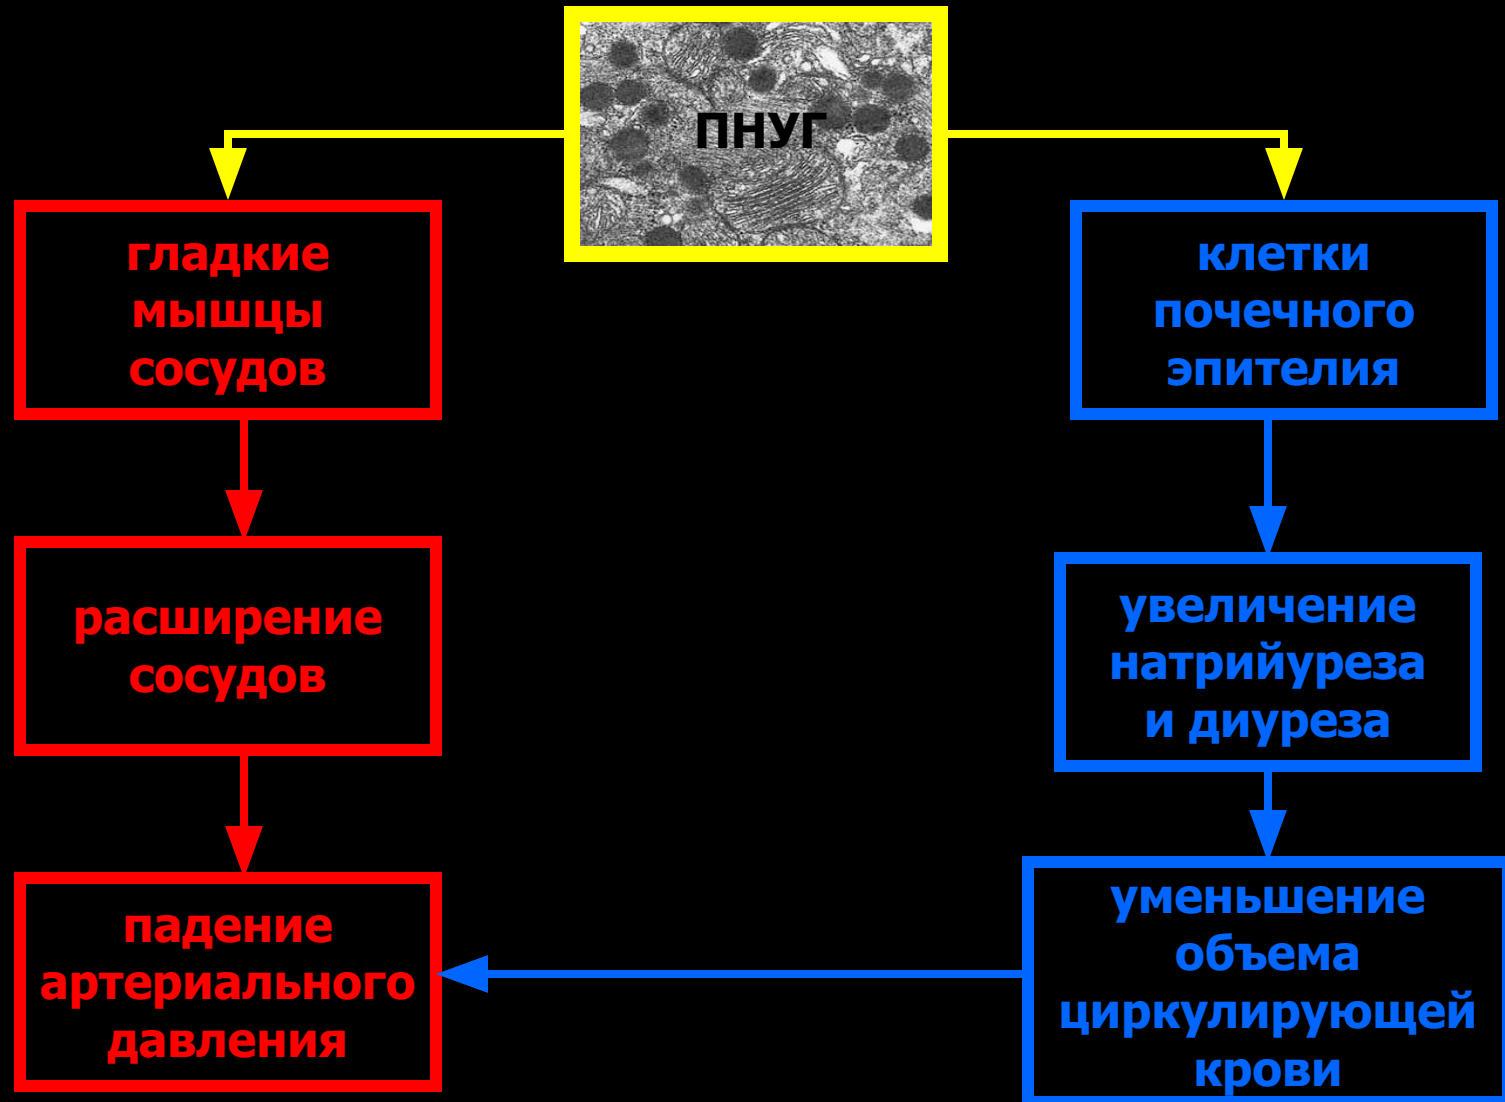 ПНУГ
гладкие
мышцы
сосудов
клетки
почечного
эпителия
расширение
сосудов
увеличение
натрийуреза
и диуреза
падение
артериального
давления
уменьшение
объема
циркулирующей
крови